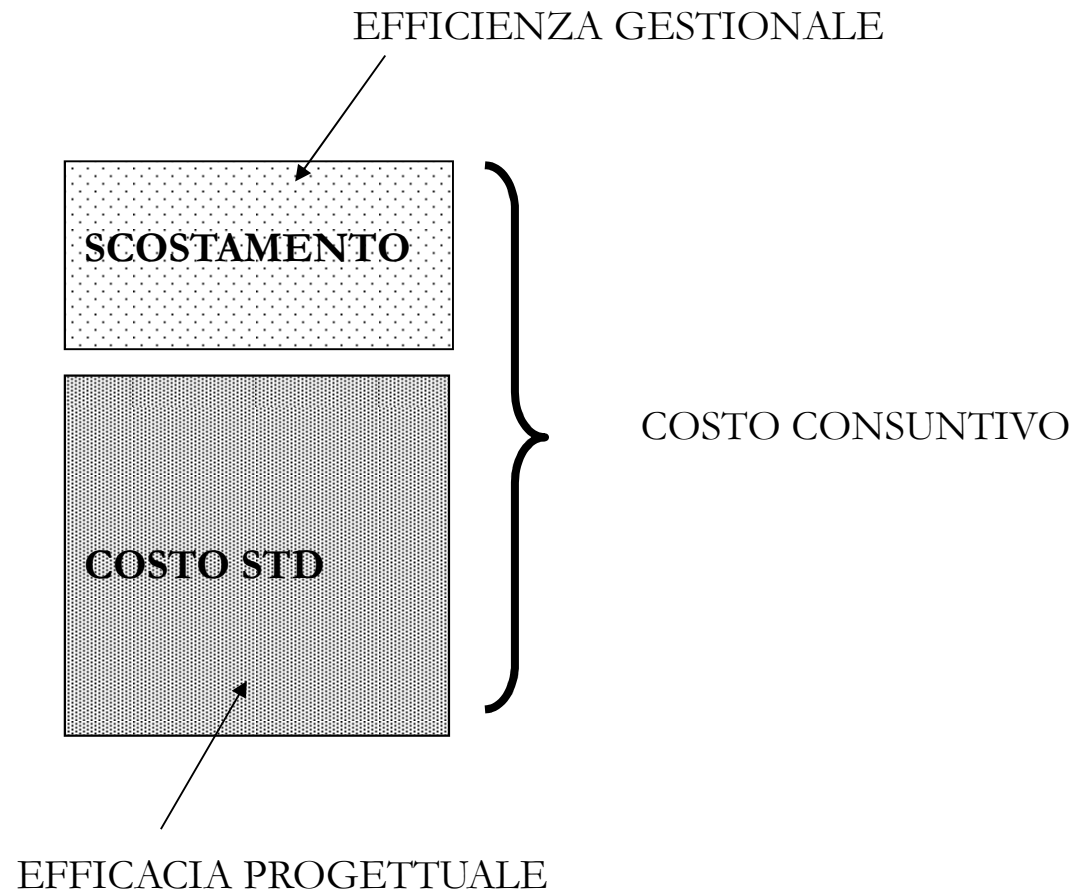 EFFICIENZA GESTIONALE
SCOSTAMENTO
COSTO CONSUNTIVO
COSTO STD
EFFICACIA PROGETTUALE